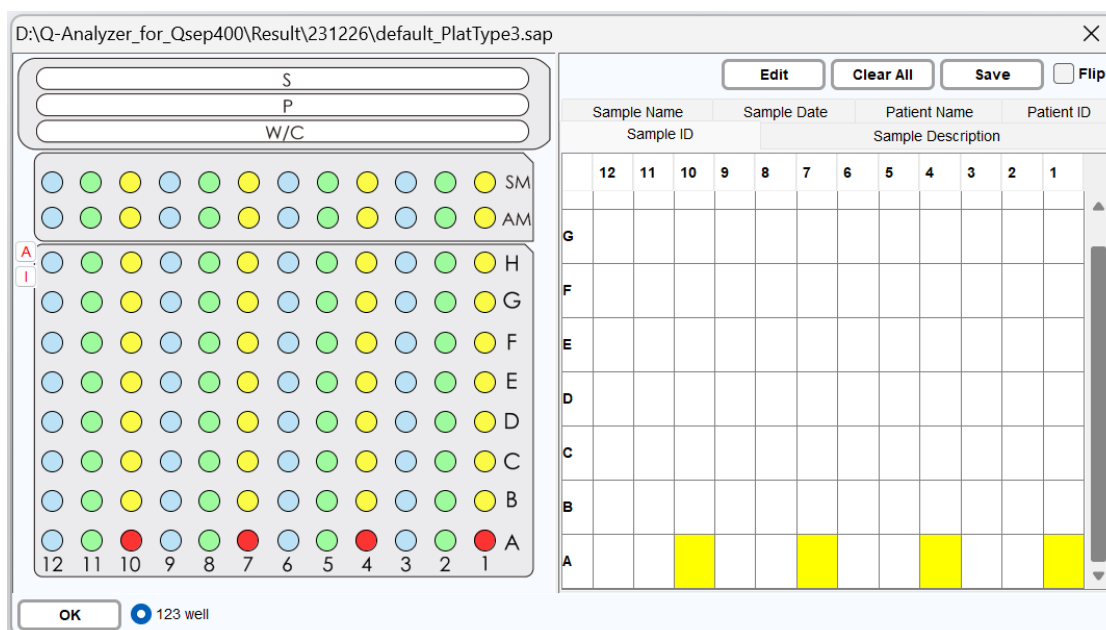 D:\Q-Analyzer_for_Qsep400\Result\231226\default_PlatType3.sap
S
P
W/C
SM
AM
A
I
H
G
F
E
D
C
B
A
12 11 10 9 8 7 6 5 4 3 2 1
OK
123 well
Edit Clear All Save Flip
Sample Name Sample Date Patient Name Patient ID
Sample ID Sample Description
12 11 10 9 8 7 6 5 4 3 2 1
G
F
E
D
C
B
A